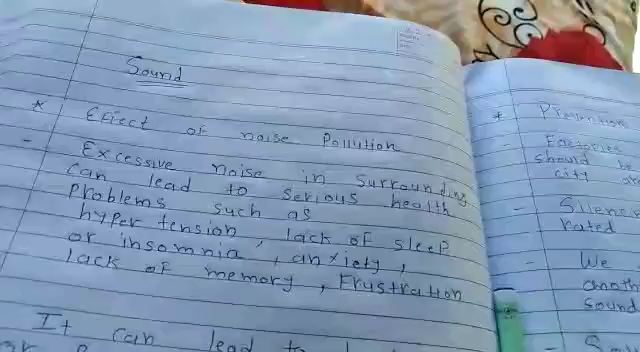 Sound
* Effect of noise Pollution
- Excessive noise in surrounding
can lead to serious health
Problems such as
hyper tension, lack of sleep
or insomnia, anxiety,
lack of memory, Frustration
It can lead to
* Prevention
- Factories
should be
city
- Silence
rated
- We
anoth
sound